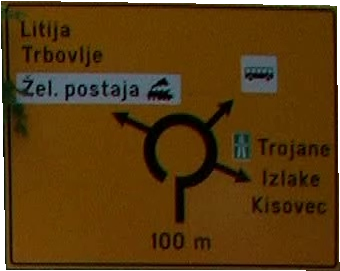 Litija
Trbovlje
Žel. postaja
Trojane
Izlake
Kisovec
100 m